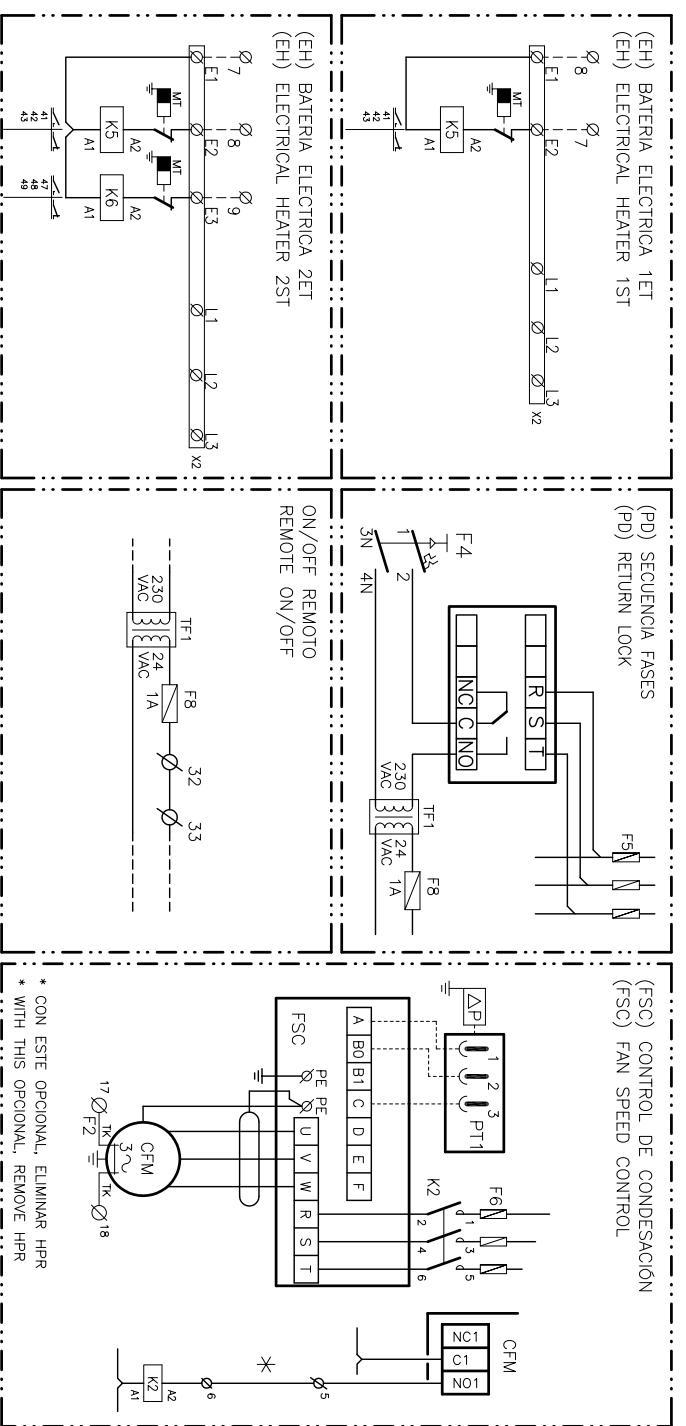 (EH) BATERIA ELECTRICA 1ET
(EH) ELECTRICAL HEATER 1ST
8
7
E1
E2
L1
L2
L3
X2
MT
K5
A2
A1
41
42
43
(EH) BATERIA ELECTRICA 2ET
(EH) ELECTRICAL HEATER 2ST
7
8
9
E1
E2
E3
L1
L2
L3
X2
MT
MT
K5
A2
A1
K6
A2
A1
41
42
43
47
48
49
(PD) SECUENCIA FASES
(PD) RETURN LOCK
R S T
NC C NO
F5
F4
1 2
3N 4N
230 VAC
TF1
24 VAC
F8
1A
ON/OFF REMOTO
REMOTE ON/OFF
230 VAC
TF1
24 VAC
F8
1A
32
33
(FSC) CONTROL DE CONDESACIÓN
(FSC) FAN SPEED CONTROL
ΔP
1 2 3
PT1
F6
K2
1 3 5
2 4 6
A B0 B1 C D E F
FSC
PE PE
U V W R S T
CFM
3~
17 TK
TK 18
F2
CFM
NC1 C1 NO1
5
*
6
K2
A2
A1
* CON ESTE OPCIONAL, ELIMINAR HPR
* WITH THIS OPCIONAL, REMOVE HPR